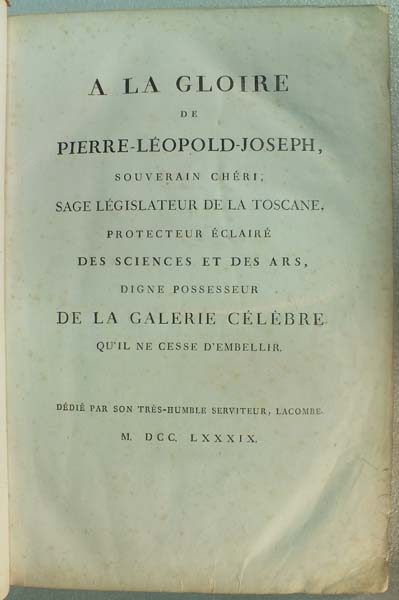 A LA GLOIRE
DE
PIERRE-LÉOPOLD-JOSEPH,
SOUVERAIN CHÉRI,
SAGE LÉGISLATEUR DE LA TOSCANE,
PROTECTEUR ÉCLAIRÉ
DES SCIENCES ET DES ARS,
DIGNE POSSESSEUR
DE LA GALERIE CÉLÈBRE
QU'IL NE CESSE D'EMBELLIR.
DÉDIÉ PAR SON TRÈS-HUMBLE SERVITEUR, LACOMBE.
M. DCC. LXXXIX.